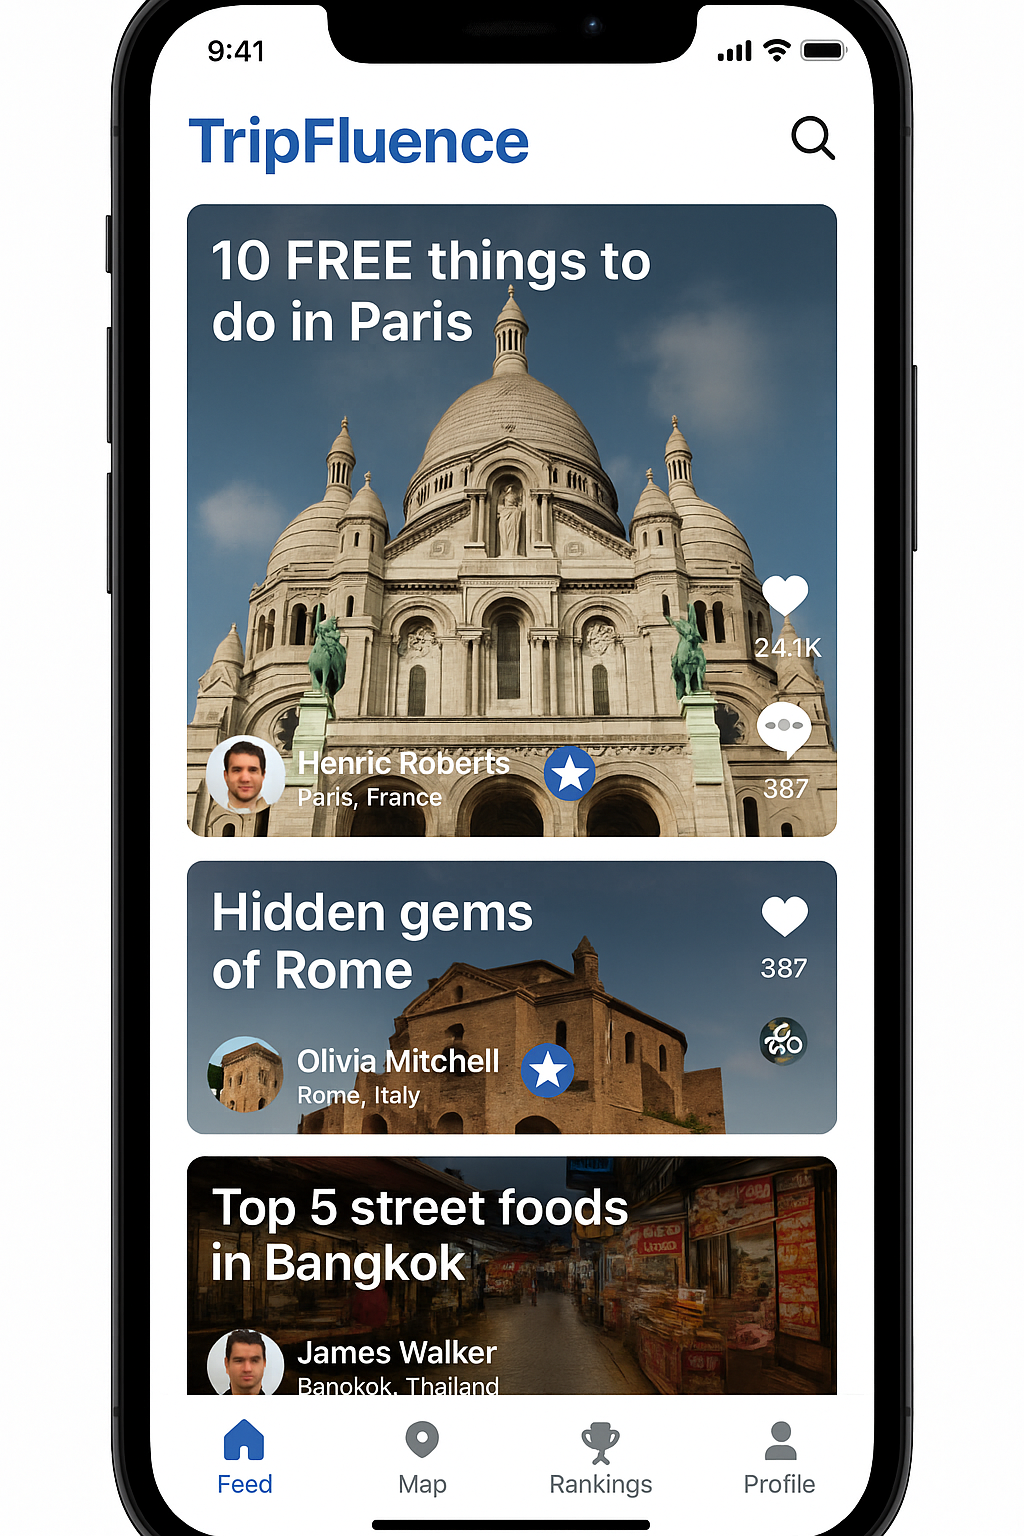 9:41
TripFluence
10 FREE things to
do in Paris
24.1K
Henric Roberts
Paris, France
387
Hidden gems
of Rome
387
Olivia Mitchell
Rome, Italy
Top 5 street foods
in Bangkok
James Walker
Banokok, Thailand
Feed
Map
Rankings
Profile